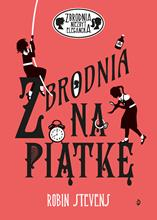 ZBRODNIA
NIEZBYT
ELEGANCKA
ZBRODNIA
NA
PIĄTKĘ
ROBIN STEVENS